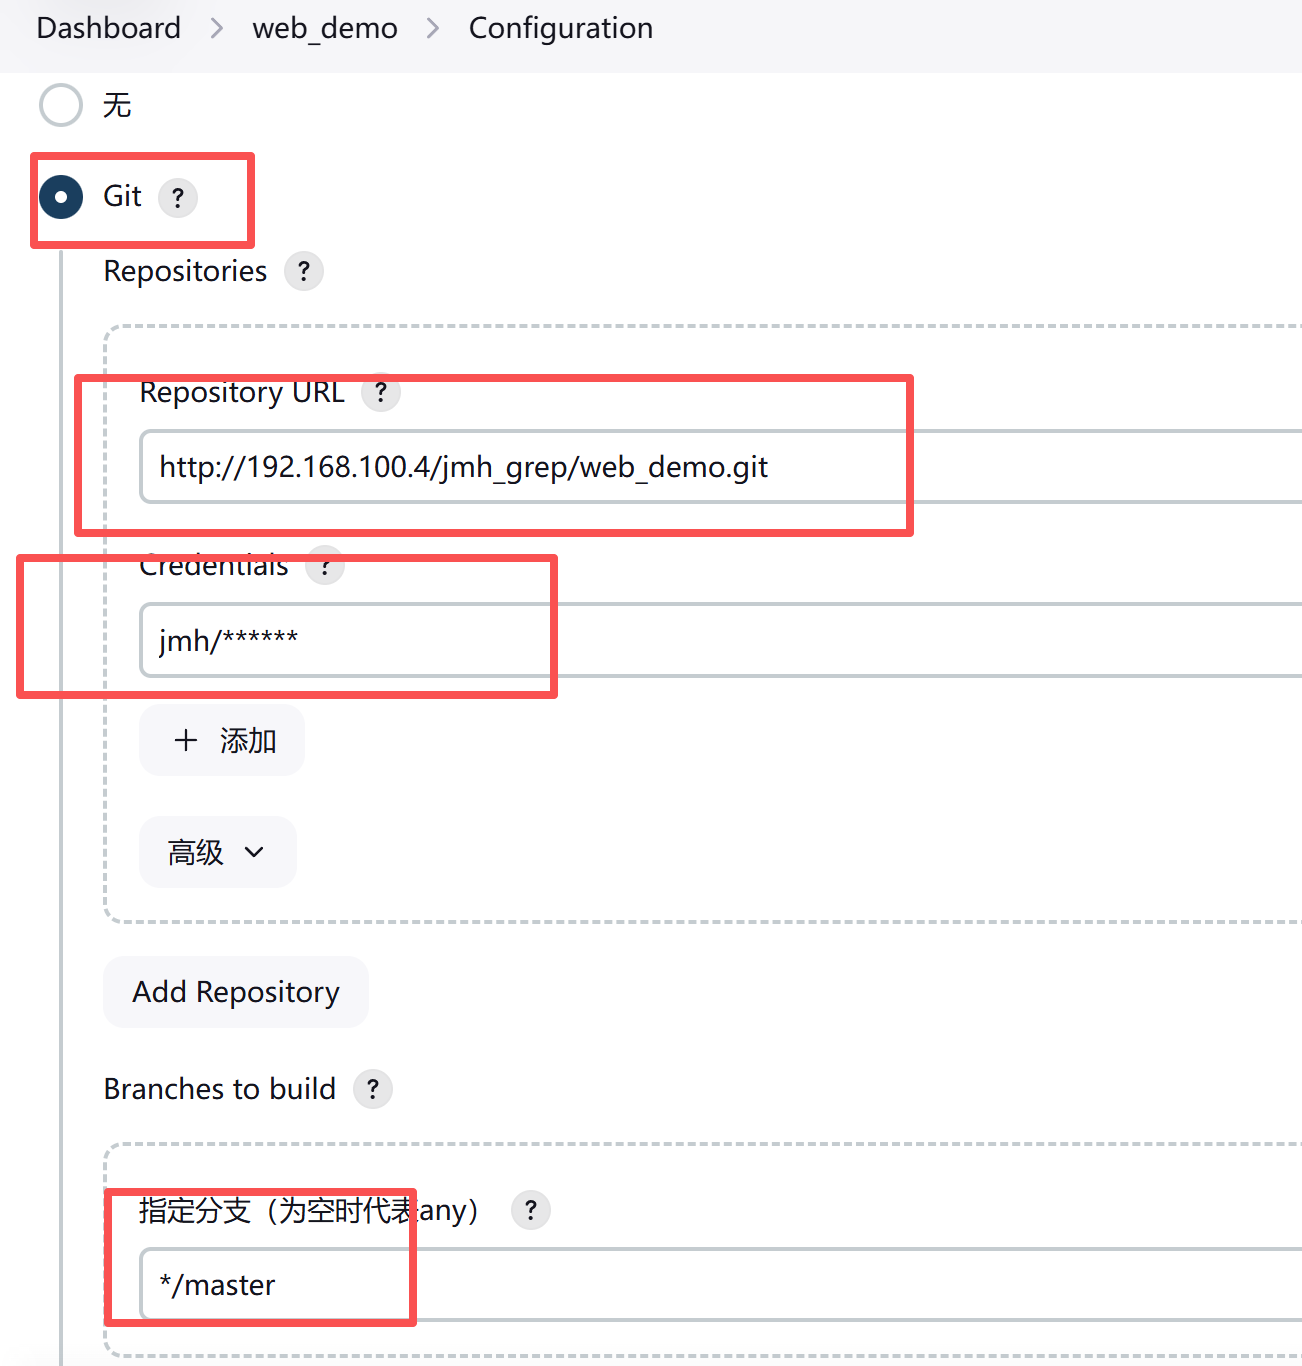 Dashboard > web_demo > Configuration
无
Git ?
Repositories ?
Repository URL ?
http://192.168.100.4/jmh_grep/web_demo.git
Credentials ?
jmh/******
+ 添加
高级
Add Repository
Branches to build ?
指定分支（为空时代表any） ?
*/master